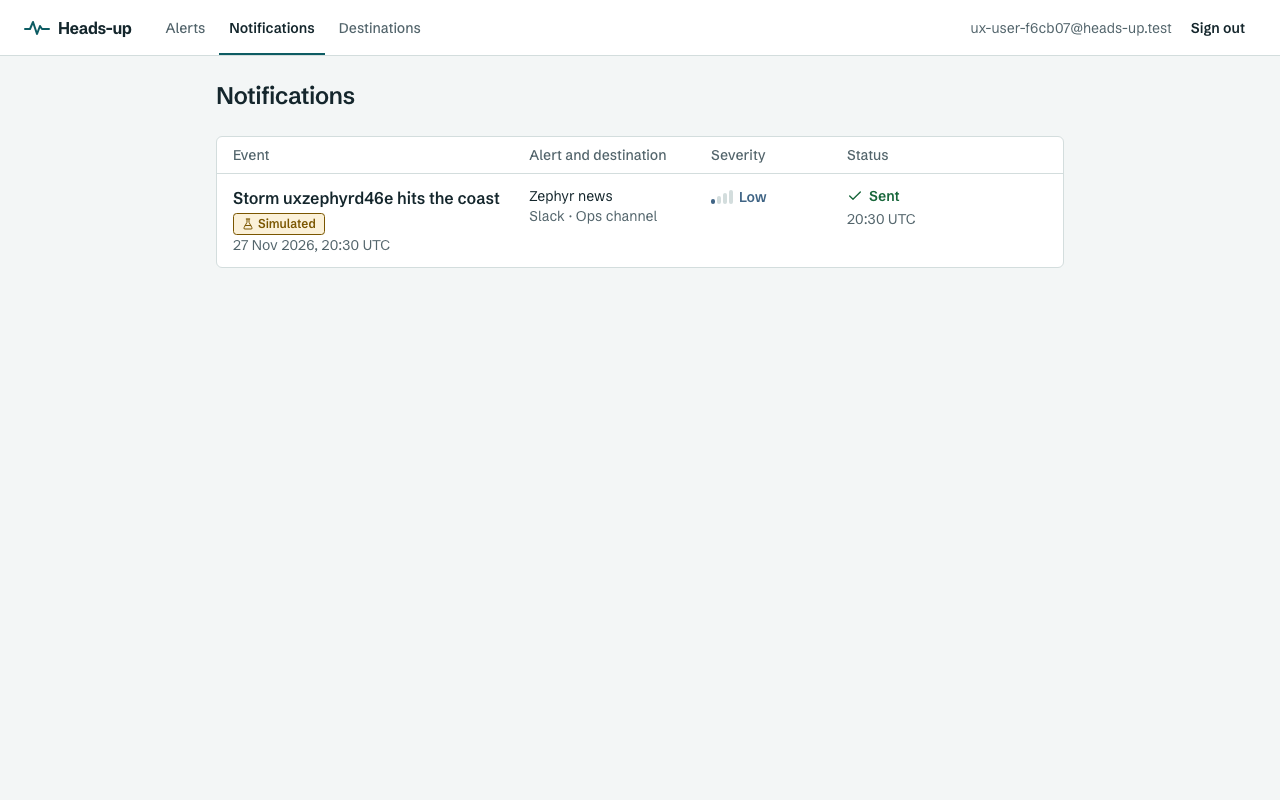 Heads-up Alerts Notifications Destinations ux-user-f6cb07@heads-up.test Sign out
Notifications
Event Alert and destination Severity Status
Storm uxzephyrd46e hits the coast Zephyr news Low Sent
Simulated Slack · Ops channel 20:30 UTC
27 Nov 2026, 20:30 UTC